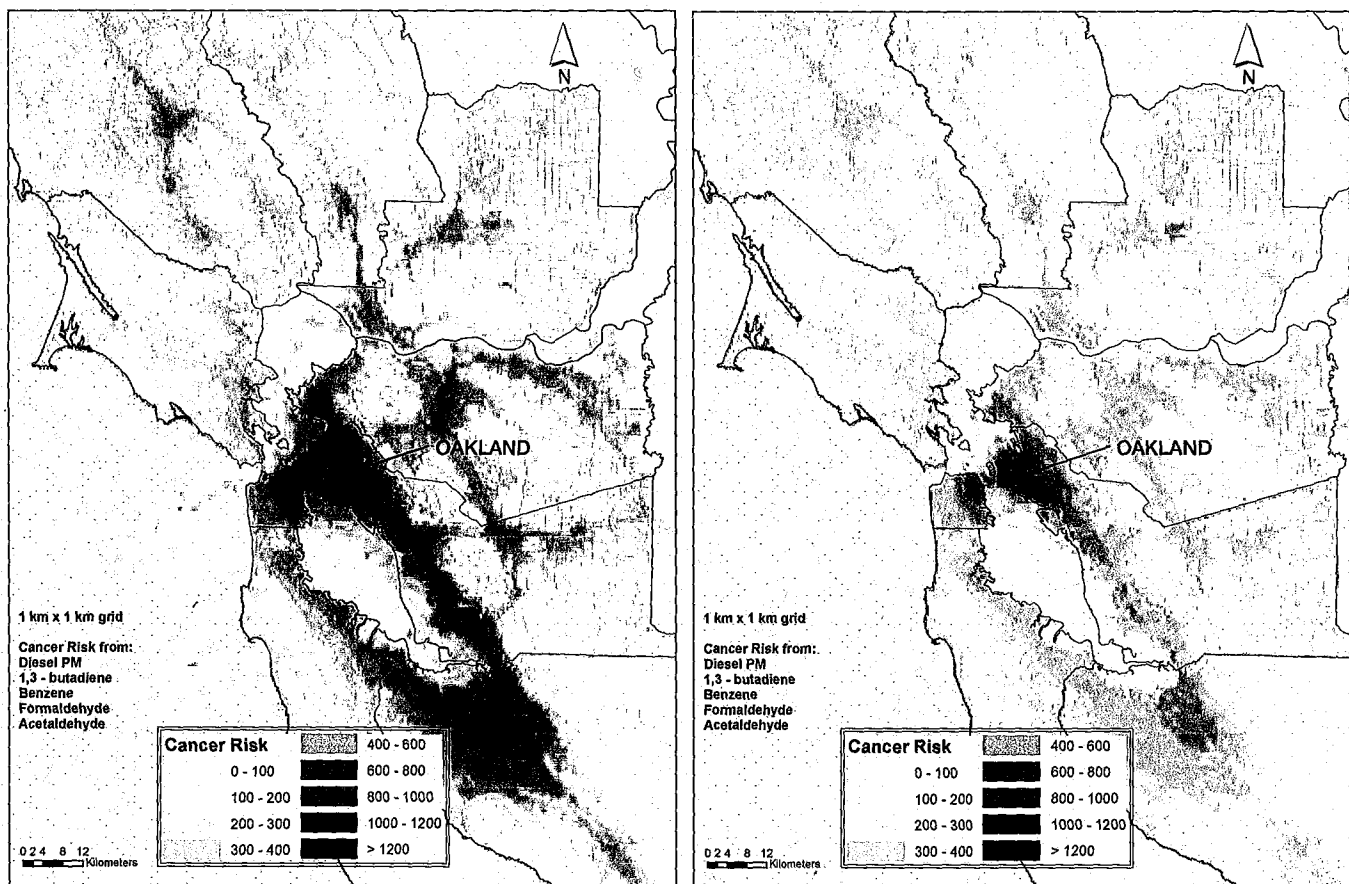 N
OAKLAND
1 km x 1 km grid
Cancer Risk from:
Diesel PM
1,3 - butadiene
Benzene
Formaldehyde
Acetaldehyde
Cancer Risk
0 - 100
100 - 200
200 - 300
300 - 400
400 - 600
600 - 800
800 - 1000
1000 - 1200
> 1200
0 2 4 8 12
Kilometers
N
OAKLAND
1 km x 1 km grid
Cancer Risk from:
Diesel PM
1,3 - butadiene
Benzene
Formaldehyde
Acetaldehyde
Cancer Risk
0 - 100
100 - 200
200 - 300
300 - 400
400 - 600
600 - 800
800 - 1000
1000 - 1200
> 1200
0 2 4 8 12
Kilometers